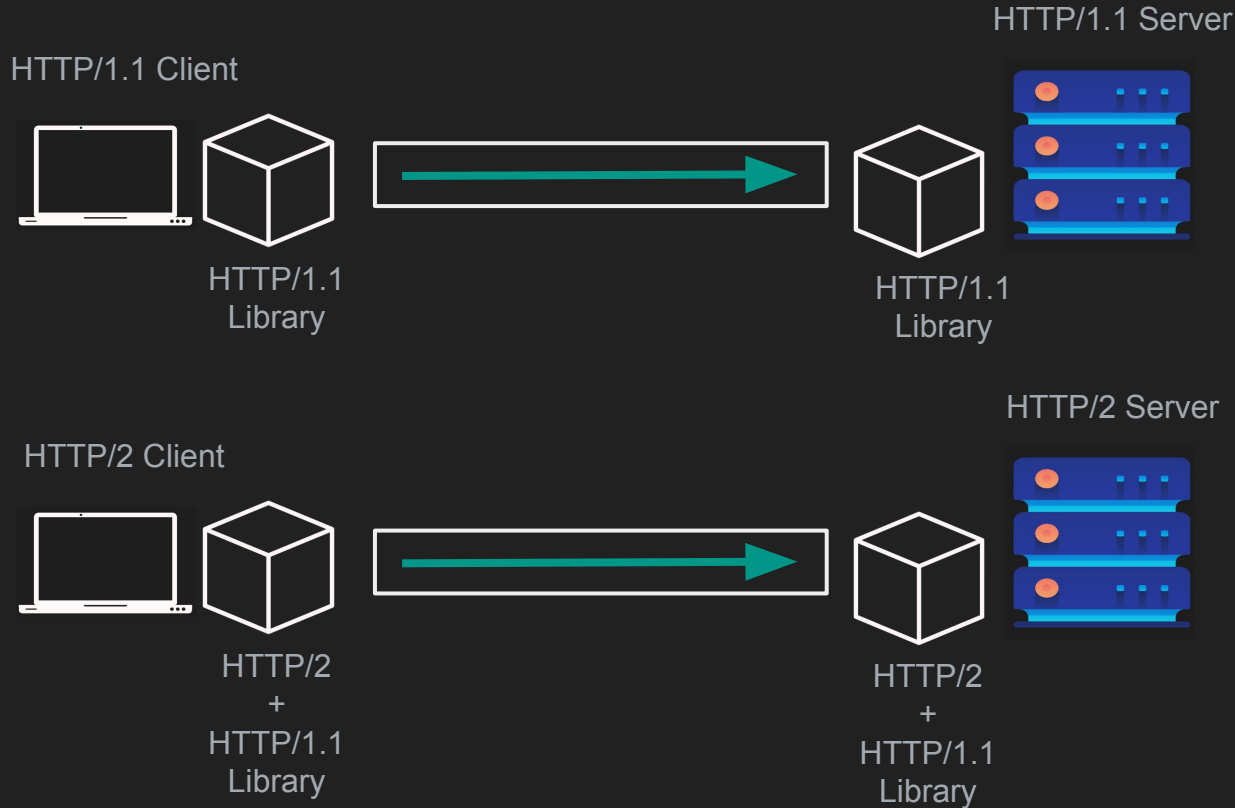 HTTP/1.1 Server
HTTP/1.1 Client
HTTP/1.1
Library
HTTP/1.1
Library
HTTP/2 Server
HTTP/2 Client
HTTP/2
+
HTTP/1.1
Library
HTTP/2
+
HTTP/1.1
Library